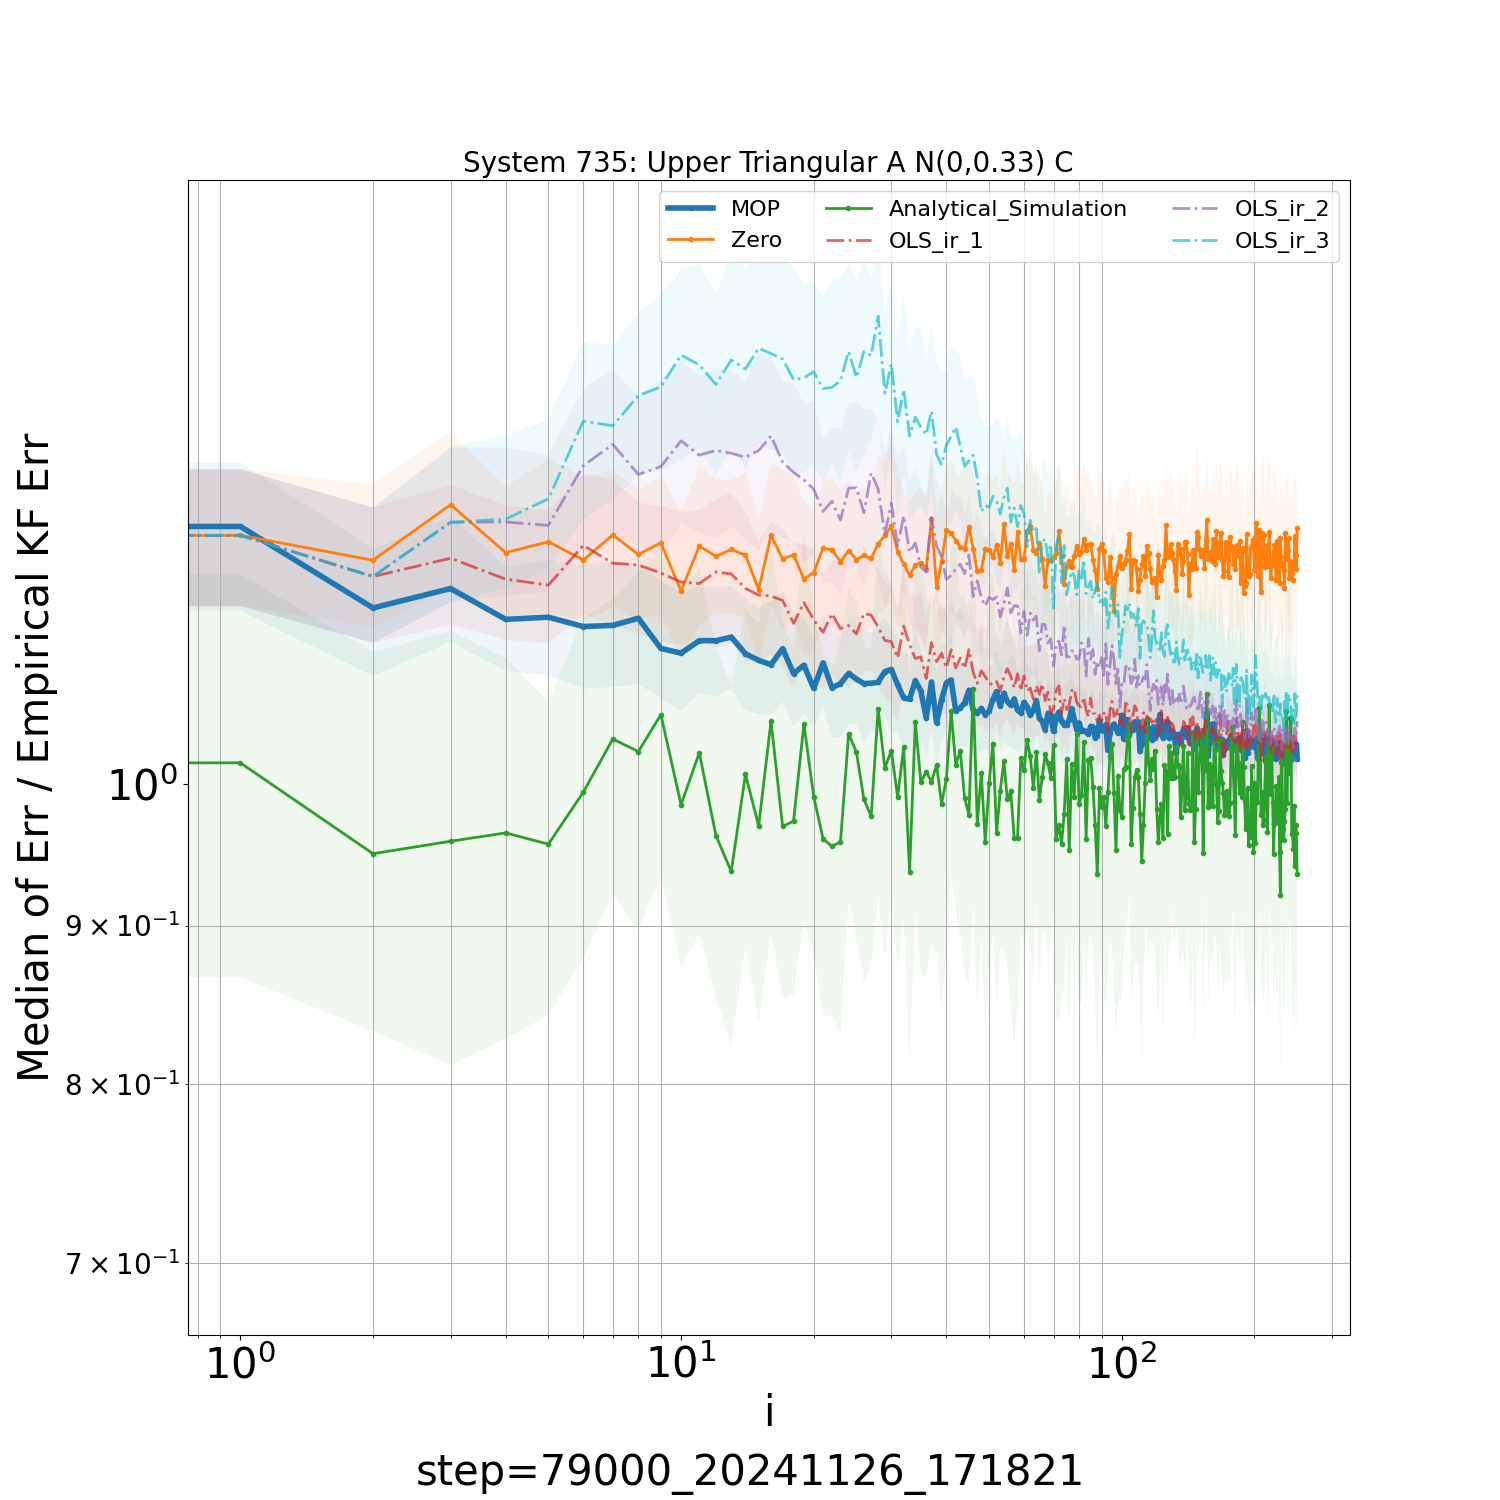 System 735: Upper Triangular A N(0,0.33) C
MOP
Zero
Analytical_Simulation
OLS_ir_1
OLS_ir_2
OLS_ir_3
Median of Err / Empirical KF Err
10⁰
9 × 10⁻¹
8 × 10⁻¹
7 × 10⁻¹
10⁰ 10¹ 10²
i
step=79000_20241126_171821